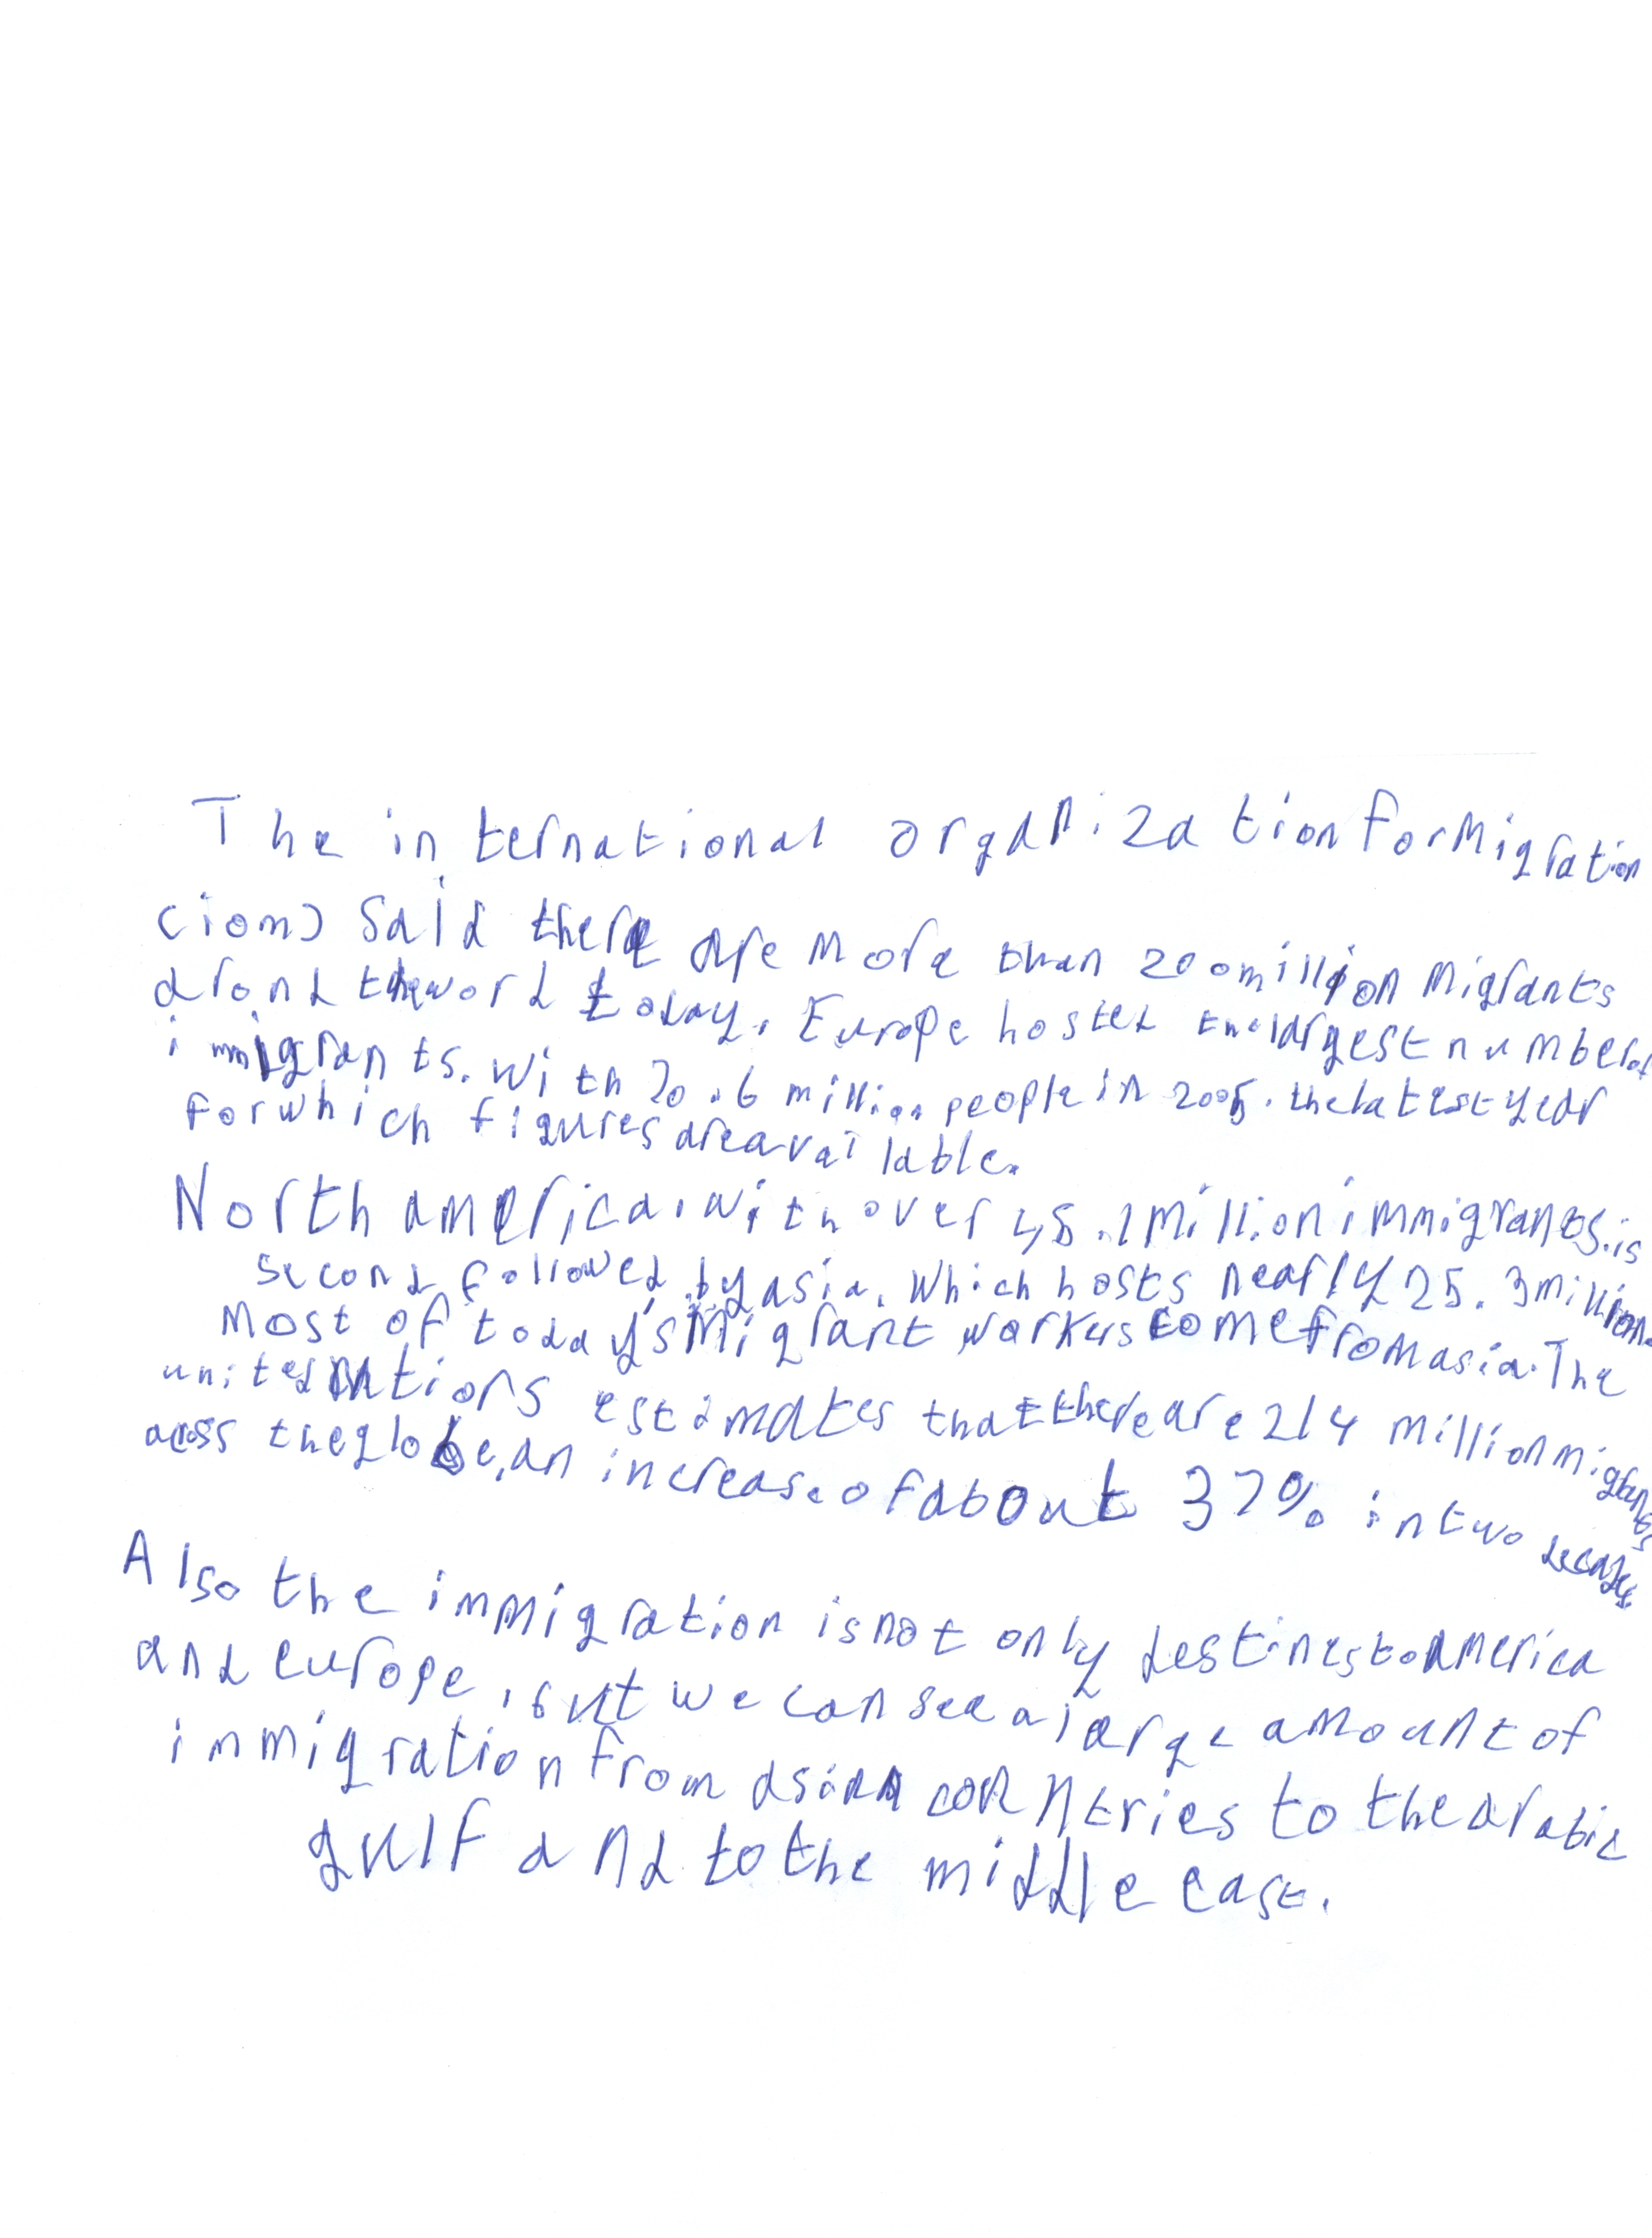 The international organization for Migration
(iom) said there are More than 200 million Migrants
arond the word today. Europe hosted the largest number of
immigrants. with 70.6 million people in 2005. the latest year
for which figures are available.
North america. with over 45.1 Million immigrants. is
second followed by asia. Which hosts nearly 25.3 million.
Most of today's Migrant workers come from asia. The
united nations estimates that there are 214 million migrants
across the globe, an increase of about 37% in two decades
Also the immigration is not only destines to america
and europe, but we can see a large amount of
immigration from asian countries to the arabic
gulf and to the middle east.